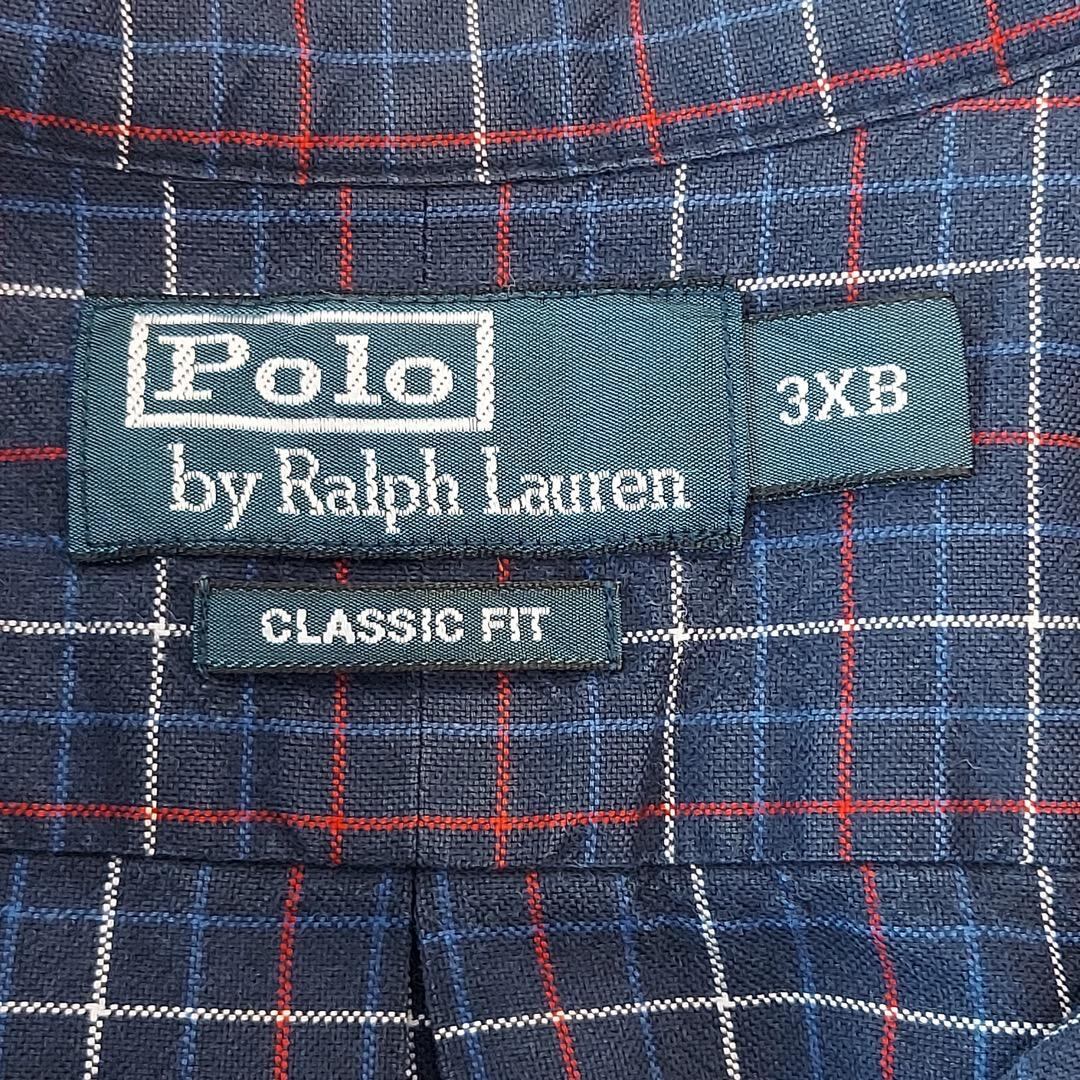 Polo
by Ralph Lauren
3XB
CLASSIC FIT